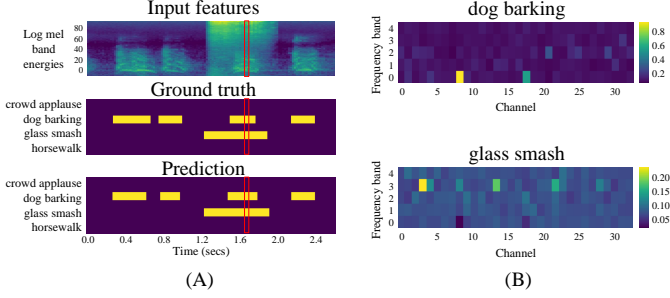 Input features
Log mel
band
energies
80
60
40
20
0
Ground truth
crowd applause
dog barking
glass smash
horsewalk
Prediction
crowd applause
dog barking
glass smash
horsewalk
0.0 0.4 0.8 1.2 1.6 2.0 2.4
Time (secs)
(A)
dog barking
Frequency band
4
3
2
1
0
0 5 10 15 20 25 30
Channel
0.8
0.6
0.4
0.2
glass smash
Frequency band
4
3
2
1
0
0 5 10 15 20 25 30
Channel
0.20
0.15
0.10
0.05
(B)